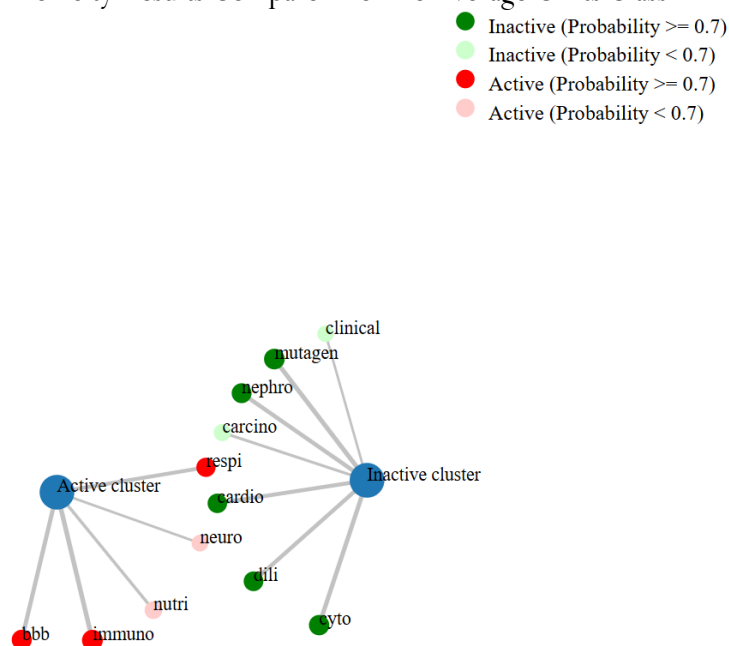 Inactive (Probability >= 0.7)
Inactive (Probability < 0.7)
Active (Probability >= 0.7)
Active (Probability < 0.7)
clinical
mutagen
nephro
carcino
respi
Inactive cluster
Active cluster
cardio
neuro
dili
nutri
cyto
bbb
immuno